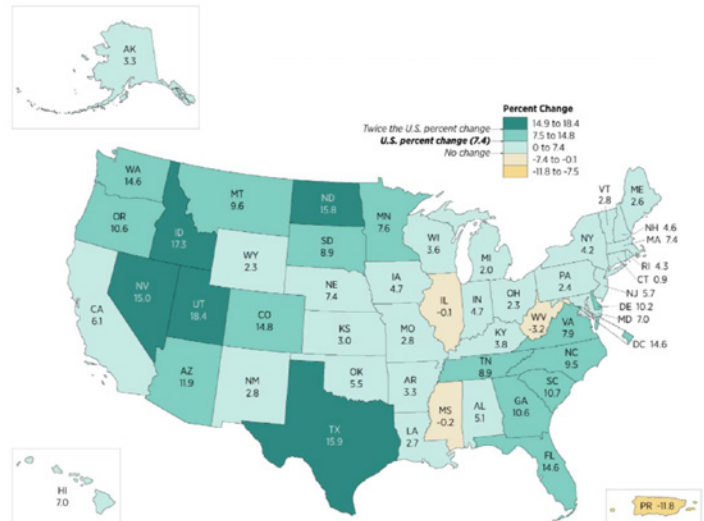 AK
3.3
Percent Change
Twice the U.S. percent change
14.9 to 18.4
U.S. percent change (7.4)
7.5 to 14.8
No change
0 to 7.4
-7.4 to -0.1
-11.8 to -7.5
WA
14.6
OR
10.6
CA
6.1
ID
17.3
NV
15.0
MT
9.6
WY
2.3
UT
18.4
CO
14.8
AZ
11.9
NM
2.8
ND
15.8
SD
8.9
NE
7.4
KS
3.0
OK
5.5
TX
15.9
MN
7.6
IA
4.7
MO
2.8
AR
3.3
LA
2.7
WI
3.6
IL
-0.1
MI
2.0
IN
4.7
OH
2.3
KY
3.8
TN
8.9
MS
-0.2
AL
5.1
GA
10.6
FL
14.6
SC
10.7
NC
9.5
VA
7.9
WV
-3.2
PA
2.4
NY
4.2
VT
2.8
ME
2.6
NH 4.6
MA 7.4
RI 4.3
CT 0.9
NJ 5.7
DE 10.2
MD 7.0
DC 14.6
HI
7.0
PR -11.8